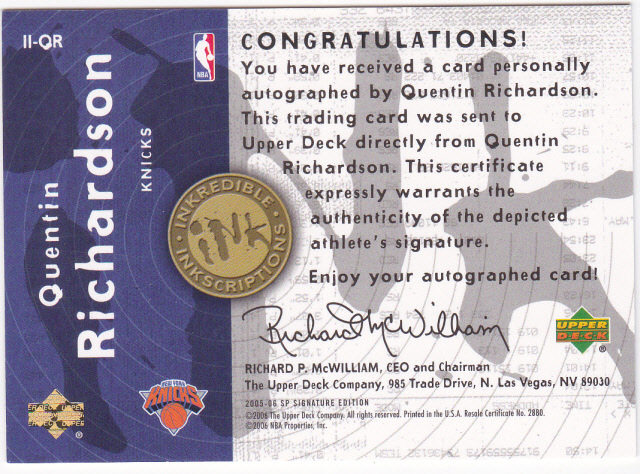 II-QR
Quentin
Richardson
KNICKS
NBA
INKREDIBLE
ink
INKSCRIPTIONS
NEW YORK
KNICKS
CONGRATULATIONS!
You have received a card personally
autographed by Quentin Richardson.
This trading card was sent to
Upper Deck directly from Quentin
Richardson. This certificate
expressly warrants the
authenticity of the depicted
athlete's signature.
Enjoy your autographed card!
Richard McWilliam
UPPER
DECK
®
RICHARD P. McWILLIAM, CEO and Chairman
The Upper Deck Company, 985 Trade Drive, N. Las Vegas, NV 89030
2005-06 SP SIGNATURE EDITION
©2006 The Upper Deck Company. All rights reserved. Printed in the U.S.A. Resale Certificate No. 2880.
©2006 NBA Properties, Inc.